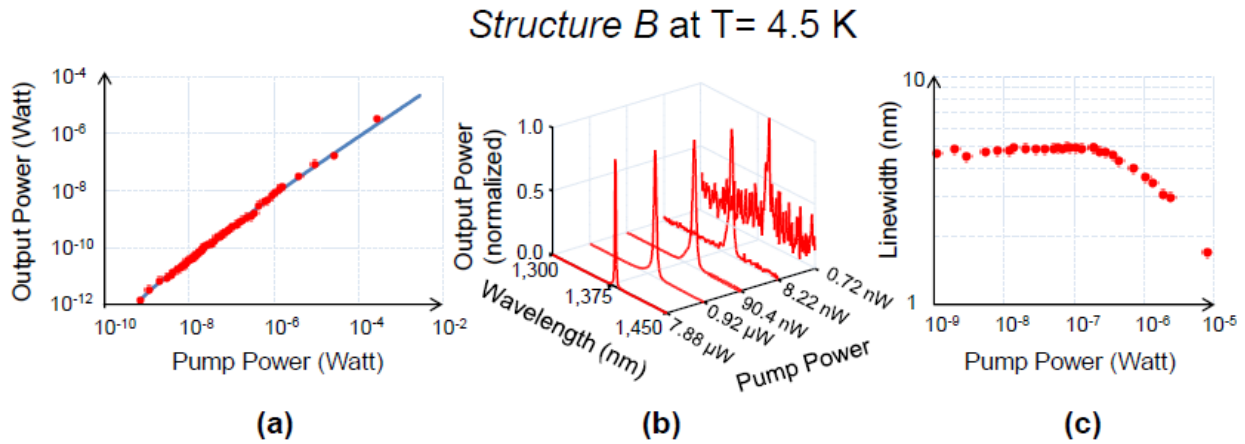 Structure B at T= 4.5 K
Output Power (Watt)
10-4
10-6
10-8
10-10
10-12
10-10
10-8
10-6
10-4
10-2
Pump Power (Watt)
(a)
Output Power
(normalized)
1.0
0.5
0.0
1,300
1,375
1,450
Wavelength (nm)
7.88 µW
0.92 µW
90.4 nW
8.22 nW
0.72 nW
Pump Power
(b)
Linewidth (nm)
10
1
10-9
10-8
10-7
10-6
10-5
Pump Power (Watt)
(c)